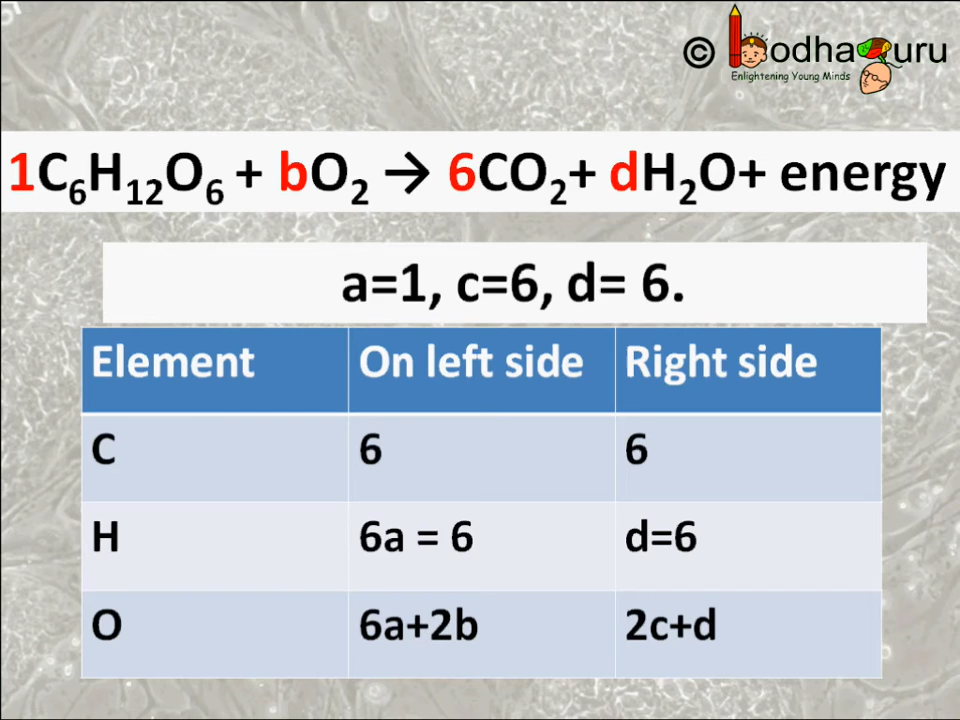 © BodhaGuru
Enlightening Young Minds
1C₆H₁₂O₆ + bO₂ → 6CO₂+ dH₂O+ energy
a=1, c=6, d= 6.
Element On left side Right side
C 6 6
H 6a = 6 d=6
O 6a+2b 2c+d